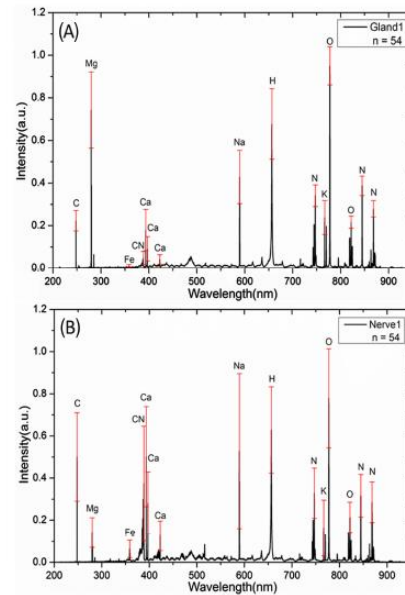 (A)
Gland1
n = 54
Intensity(a.u.)
1.2
1.0
0.8
0.6
0.4
0.2
0.0
C
Mg
Fe
CN
Ca
Ca
Ca
Na
H
N
K
O
O
N
N
200 300 400 500 600 700 800 900
Wavelength(nm)
(B)
Nerve1
n = 54
Intensity(a.u.)
1.2
1.0
0.8
0.6
0.4
0.2
0.0
C
Mg
Fe
CN
Ca
Ca
Ca
Na
H
N
K
O
O
N
N
200 300 400 500 600 700 800 900
Wavelength(nm)